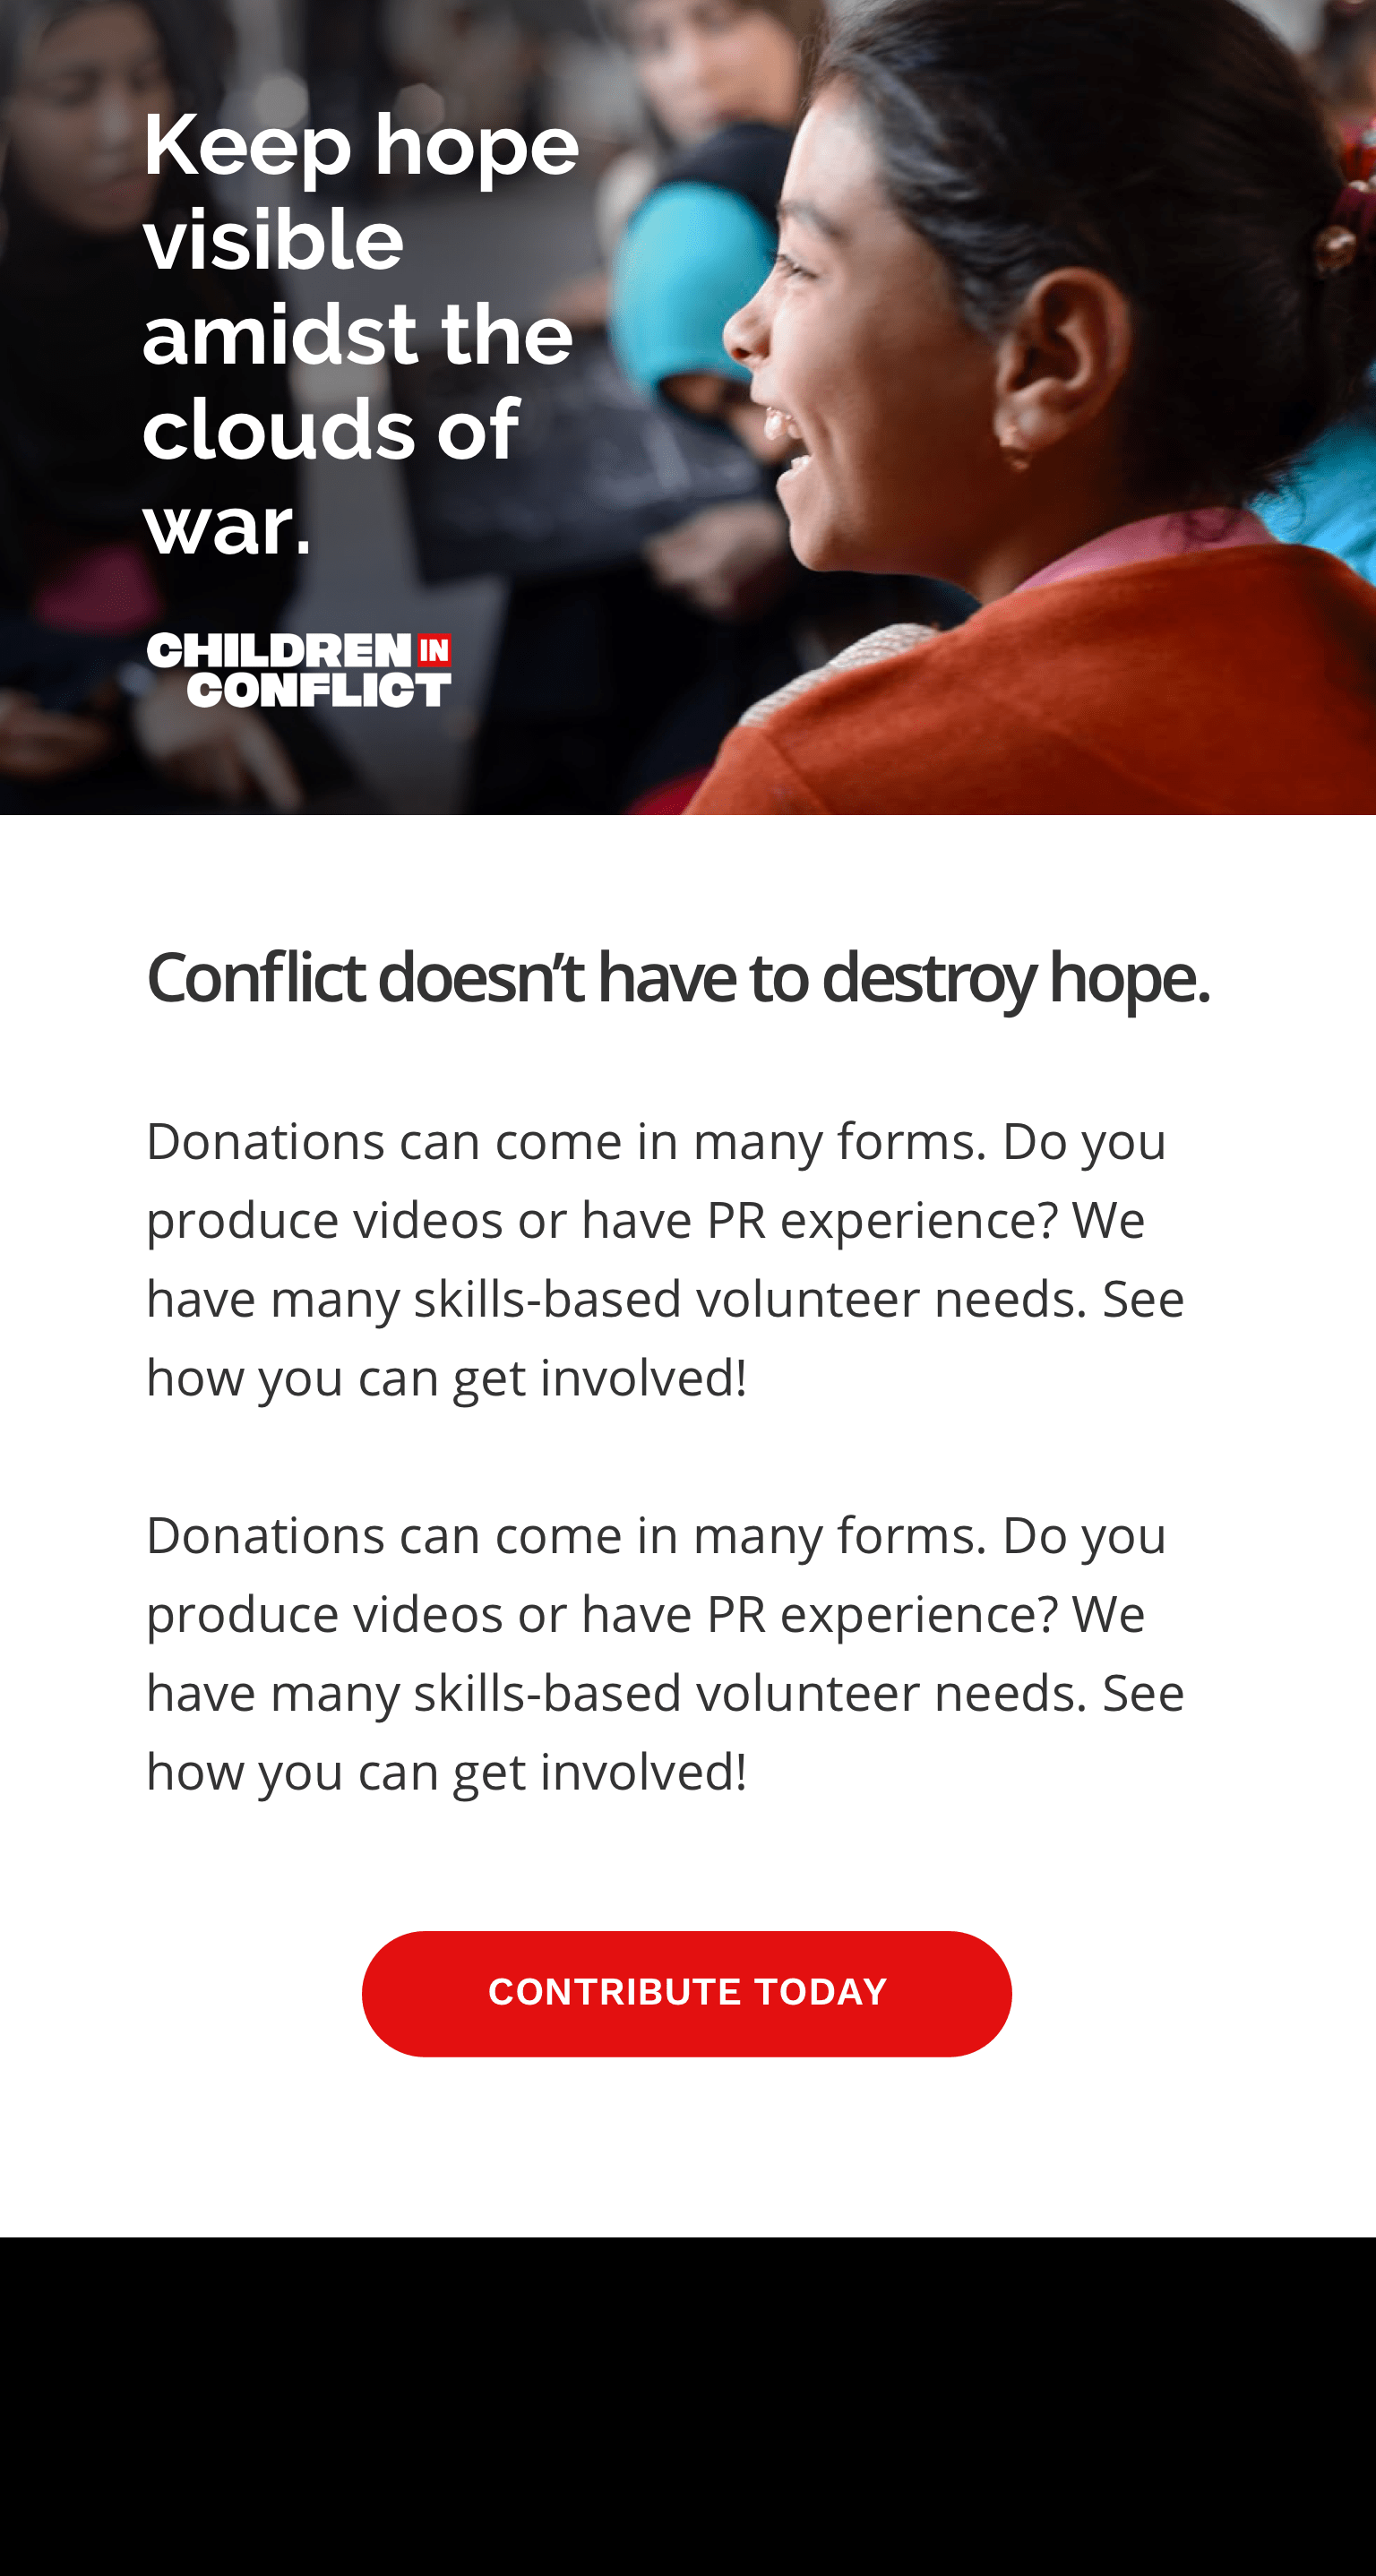 Keep hope
visible
amidst the
clouds of
war.
CHILDREN IN
CONFLICT
Conflict doesn’t have to destroy hope.
Donations can come in many forms. Do you
produce videos or have PR experience? We
have many skills-based volunteer needs. See
how you can get involved!
Donations can come in many forms. Do you
produce videos or have PR experience? We
have many skills-based volunteer needs. See
how you can get involved!
CONTRIBUTE TODAY